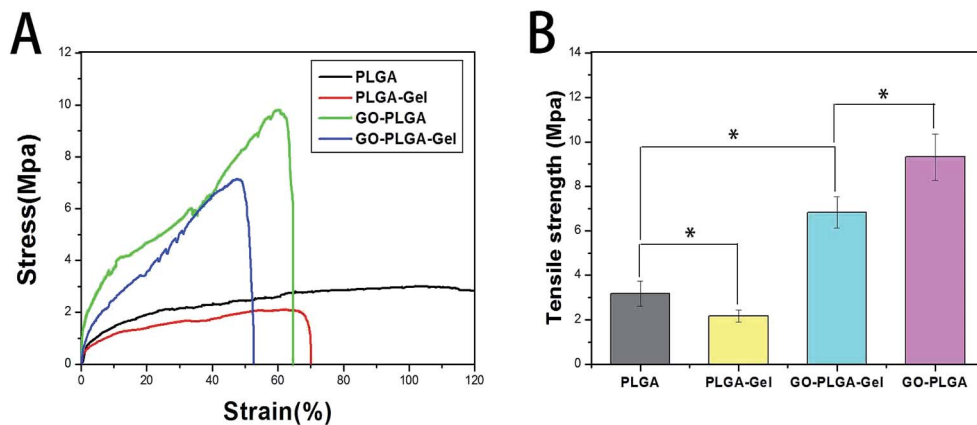 A
B
12
10
8
6
4
2
0
Stress(Mpa)
PLGA
PLGA-Gel
GO-PLGA
GO-PLGA-Gel
0 20 40 60 80 100 120
Strain(%)
14
12
10
8
6
4
2
0
Tensile strength (Mpa)
*
*
*
PLGA PLGA-Gel GO-PLGA-Gel GO-PLGA